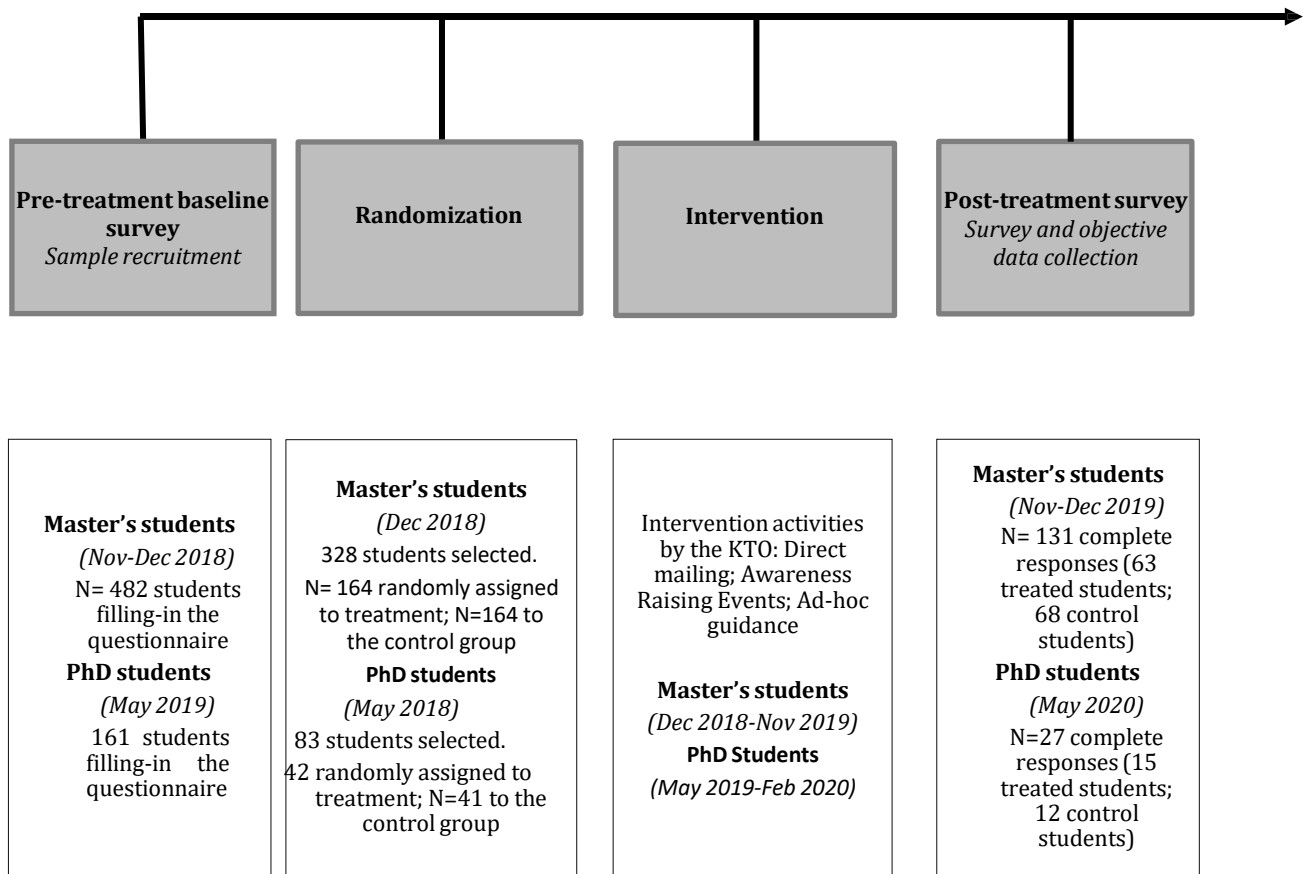 Pre-treatment baseline
survey
Sample recruitment
Randomization
Intervention
Post-treatment survey
Survey and objective
data collection
Master’s students
(Nov-Dec 2018)
N= 482 students
filling-in the
questionnaire
PhD students
(May 2019)
161 students
filling-in the
questionnaire
Master’s students
(Dec 2018)
328 students selected.
N= 164 randomly assigned
to treatment; N=164 to
the control group
PhD students
(May 2018)
83 students selected.
42 randomly assigned to
treatment; N=41 to the
control group
Intervention activities
by the KTO: Direct
mailing; Awareness
Raising Events; Ad-hoc
guidance
Master’s students
(Dec 2018-Nov 2019)
PhD Students
(May 2019-Feb 2020)
Master’s students
(Nov-Dec 2019)
N= 131 complete
responses (63
treated students;
68 control
students)
PhD students
(May 2020)
N=27 complete
responses (15
treated students;
12 control
students)